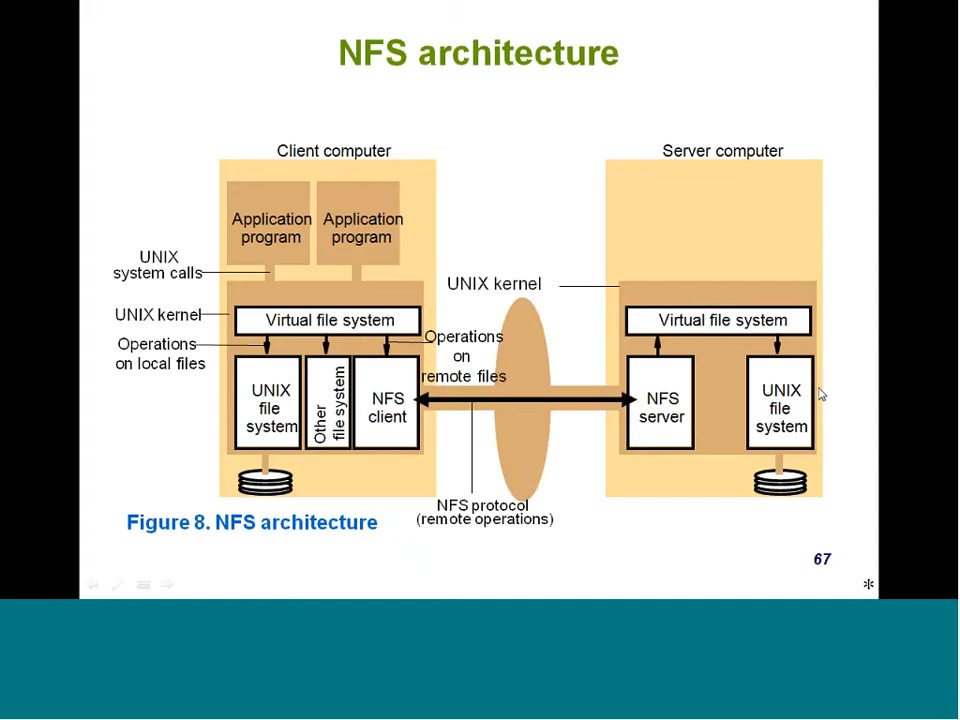 NFS architecture
Client computer
Server computer
Application
program
Application
program
UNIX
system calls
UNIX kernel
UNIX kernel
Virtual file system
Virtual file system
Operations
on local files
Operations
on
remote files
UNIX
file
system
Other
file system
NFS
client
NFS
server
UNIX
file
system
NFS protocol
(remote operations)
Figure 8. NFS architecture
67
*